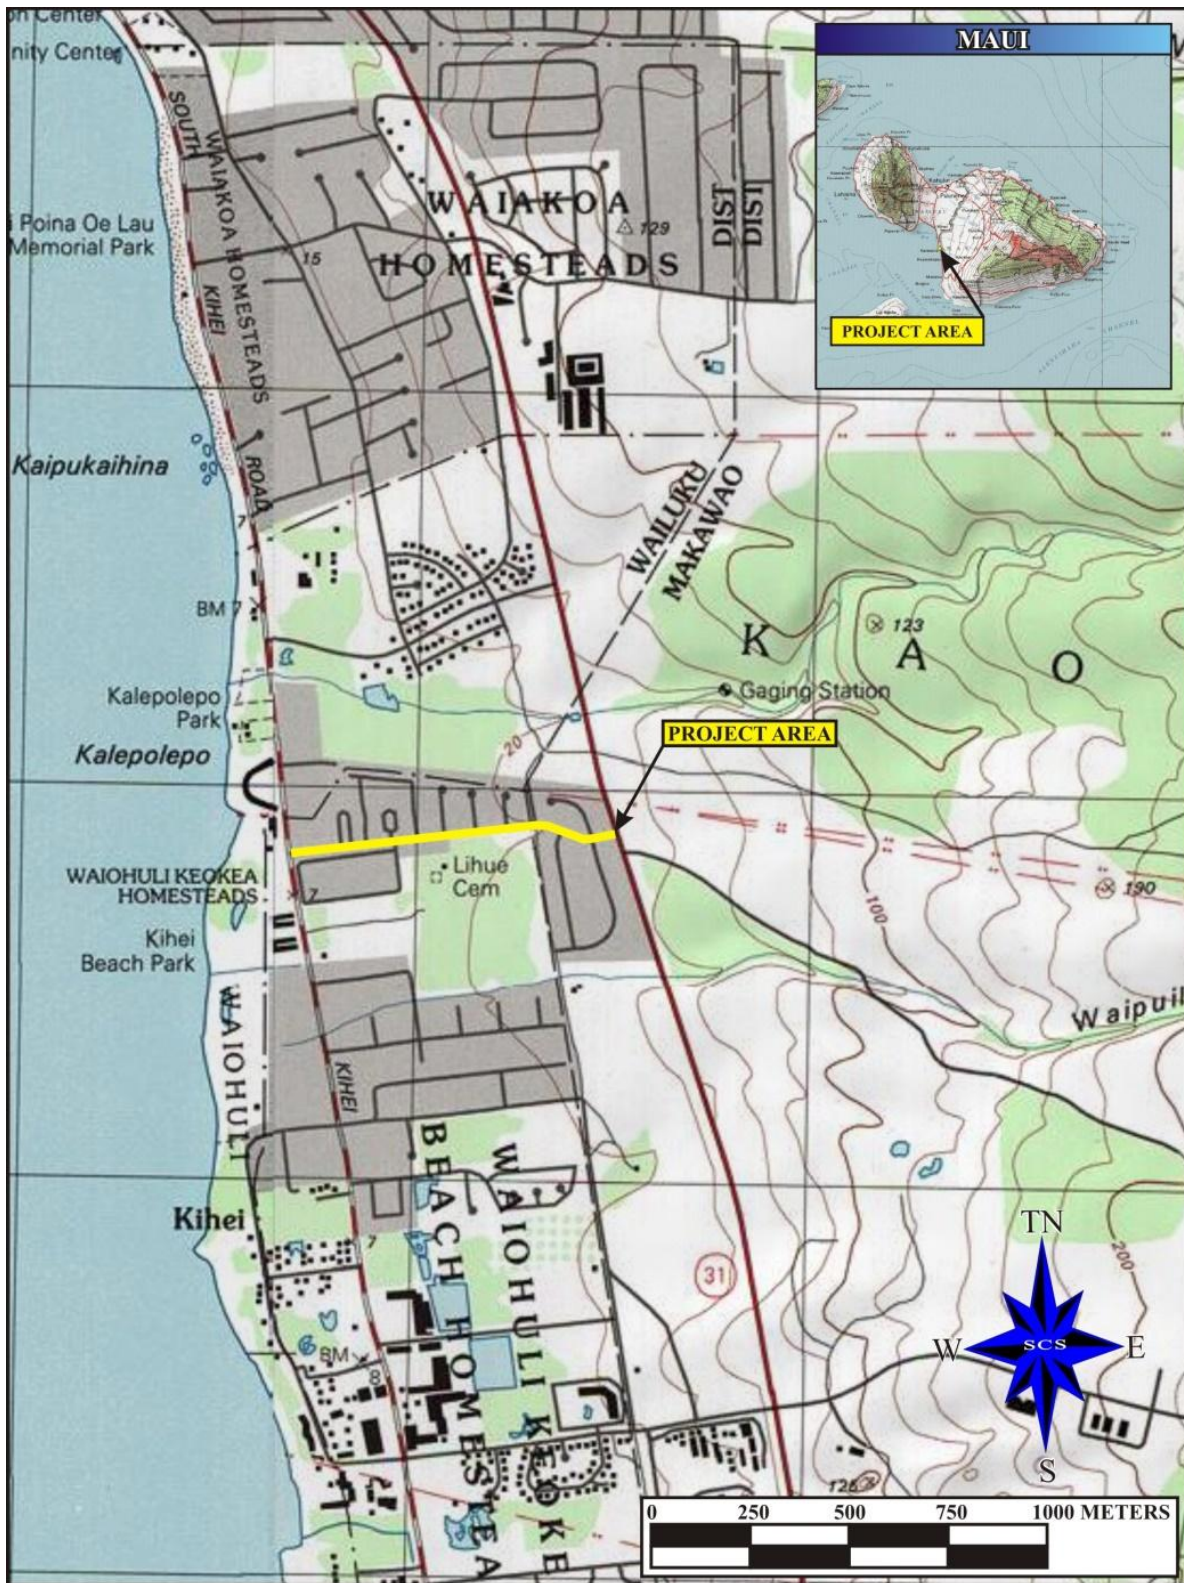 on Center
nity Center
MAUI
PROJECT AREA
SOUTH
KIHEI
ROAD
WAIAKOA HOMESTEADS
i Poina Oe Lau
Memorial Park
15
WAIAKOA
HOMESTEADS
129
DIST
DIST
Kaipukaihina
7
WAILUKU
MAKAWAO
BM 7
123
K A O
Gaging Station
Kalepolepo
Park
Kalepolepo
20
PROJECT AREA
Lihue
Cem
WAIOHULI KEOKEA
HOMESTEADS
7
190
100
Kihei
Beach Park
Waipuil
WAIOHULI
KIHEI
BEACH HOMESTEA
WAIOHULI KEOKE
Kihei
7
31
200
TN
W
SCS
E
S
BM
8
125
0 250 500 750 1000 METERS